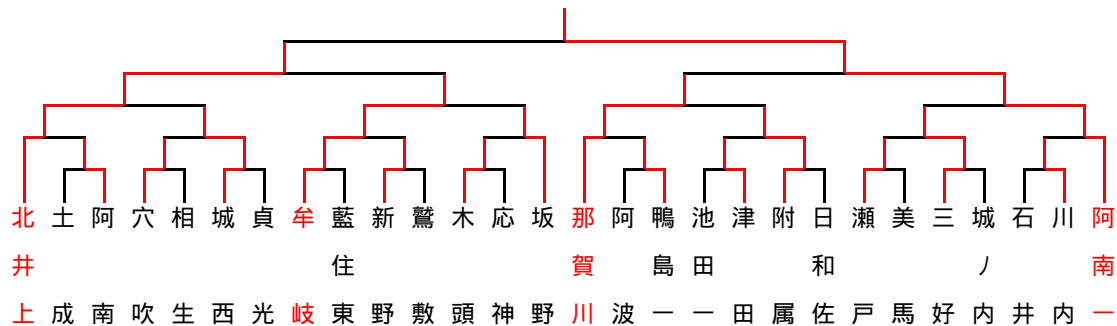 北井上
土成
阿南
穴吹
相生
城西
貞光
牟岐
藍住東
新野
鷲敷
木頭
応神
坂野
那賀川
阿波
鴨島一
池田一
津田
附属
日和佐
瀬戸
美馬
三好
城ノ内
石井
川内
阿南一